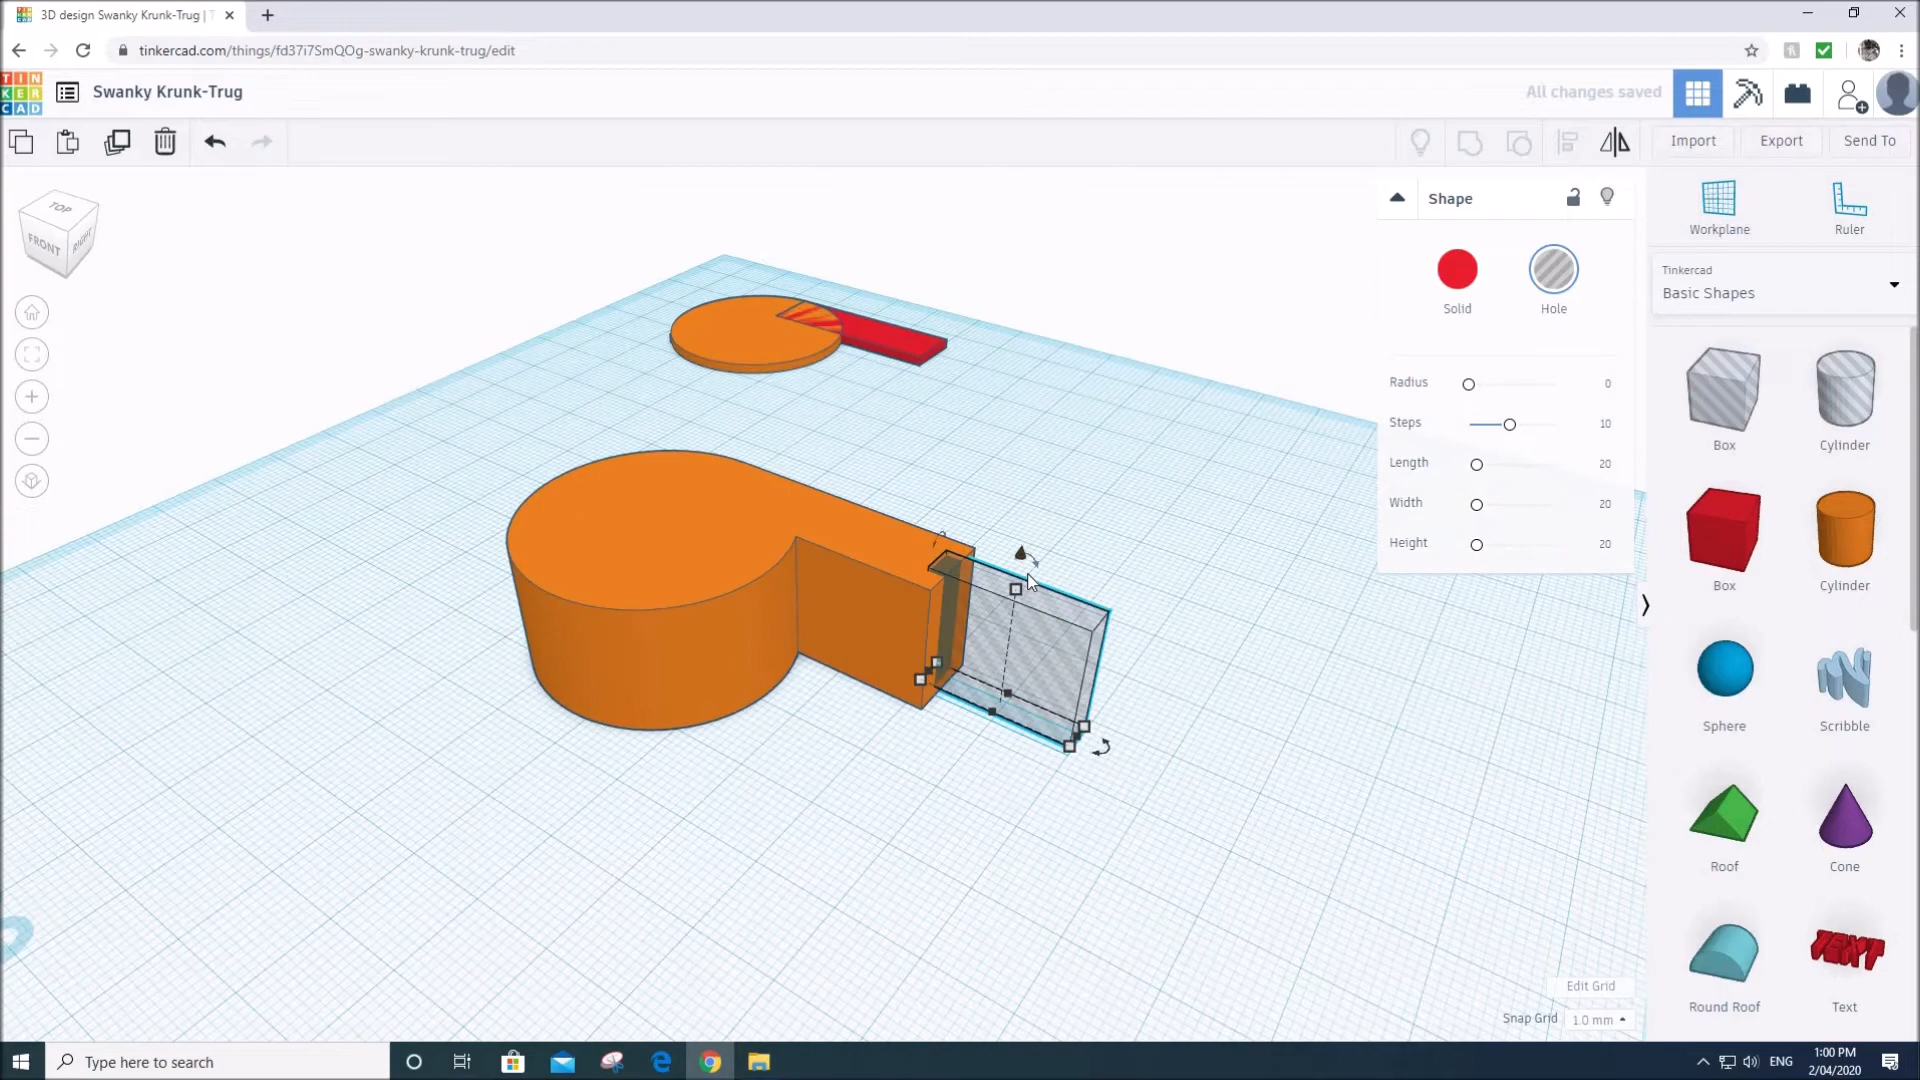 3D design Swanky Krunk-Trug | T
tinkercad.com/things/fd37i7SmQOg-swanky-krunk-trug/edit
TIN
KER
CAD
Swanky Krunk-Trug
All changes saved
Import
Export
Send To
TOP
FRONT
RIGHT
Shape
Solid
Hole
Radius 0
Steps 10
Length 20
Width 20
Height 20
Workplane
Ruler
Tinkercad
Basic Shapes
Box
Cylinder
Box
Cylinder
Sphere
Scribble
Roof
Cone
TEXT
Round Roof
Text
Edit Grid
Snap Grid 1.0 mm
Type here to search
ENG
1:00 PM
2/04/2020